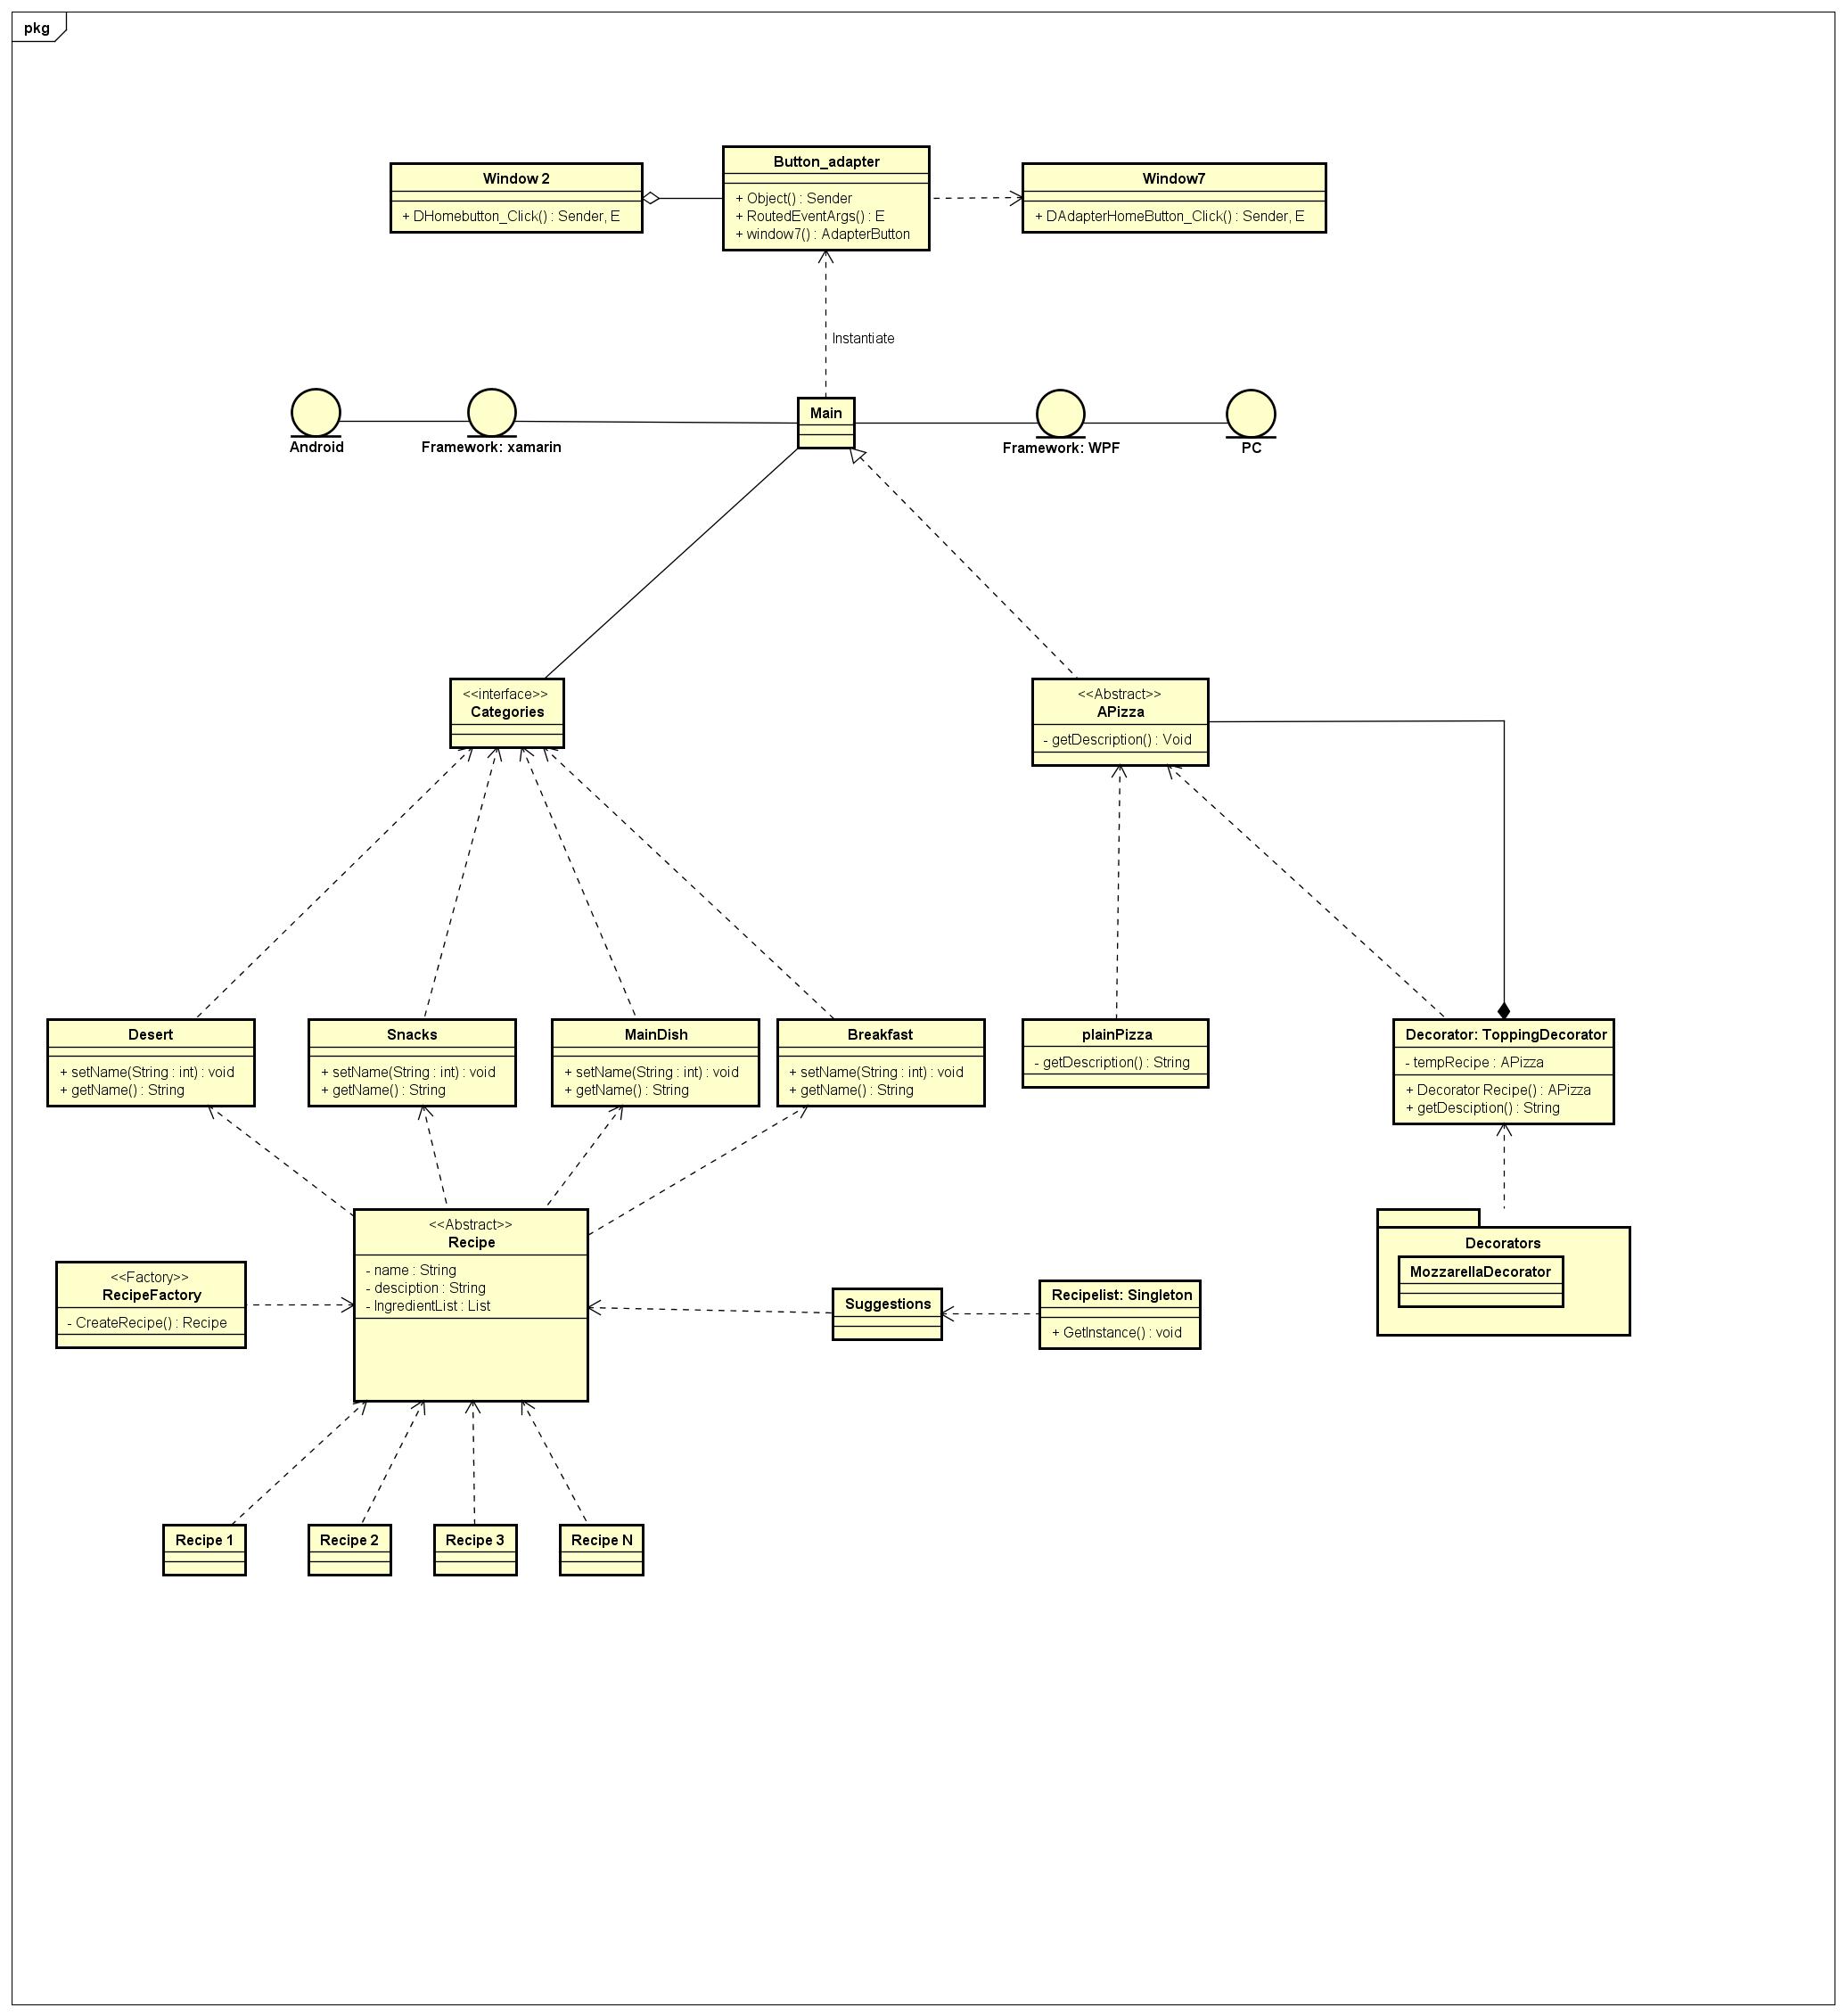 pkg
Window 2
+ DHomebutton_Click() : Sender, E
Button_adapter
+ Object() : Sender
+ RoutedEventArgs() : E
+ window7() : AdapterButton
Window7
+ DAdapterHomeButton_Click() : Sender, E
Instantiate
Android
Framework: xamarin
Main
Framework: WPF
PC
<<interface>>
Categories
<<Abstract>>
APizza
- getDescription() : Void
Desert
+ setName(String : int) : void
+ getName() : String
Snacks
+ setName(String : int) : void
+ getName() : String
MainDish
+ setName(String : int) : void
+ getName() : String
Breakfast
+ setName(String : int) : void
+ getName() : String
plainPizza
- getDescription() : String
Decorator: ToppingDecorator
- tempRecipe : APizza
+ Decorator Recipe() : APizza
+ getDesciption() : String
<<Factory>>
RecipeFactory
- CreateRecipe() : Recipe
<<Abstract>>
Recipe
- name : String
- desciption : String
- IngredientList : List
Suggestions
Recipelist: Singleton
+ GetInstance() : void
Decorators
MozzarellaDecorator
Recipe 1
Recipe 2
Recipe 3
Recipe N